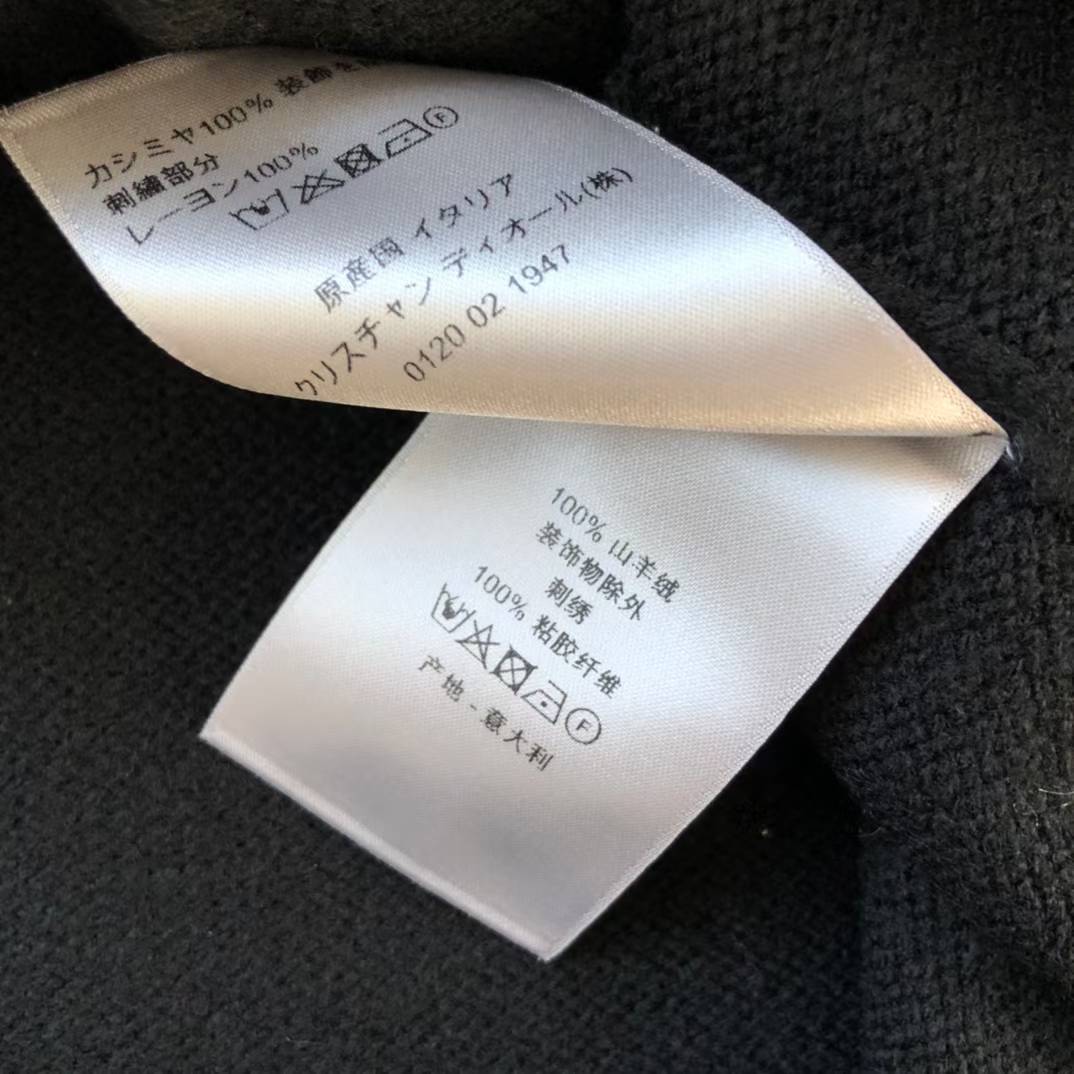 カシミヤ100% 装飾を除
刺繍部分
レーヨン100%
F
原産国 イタリア
クリスチャン ディオール(株)
0120 02 1947
100% 山羊绒
装饰物除外
刺绣
100% 粘胶纤维
F
产地 - 意大利